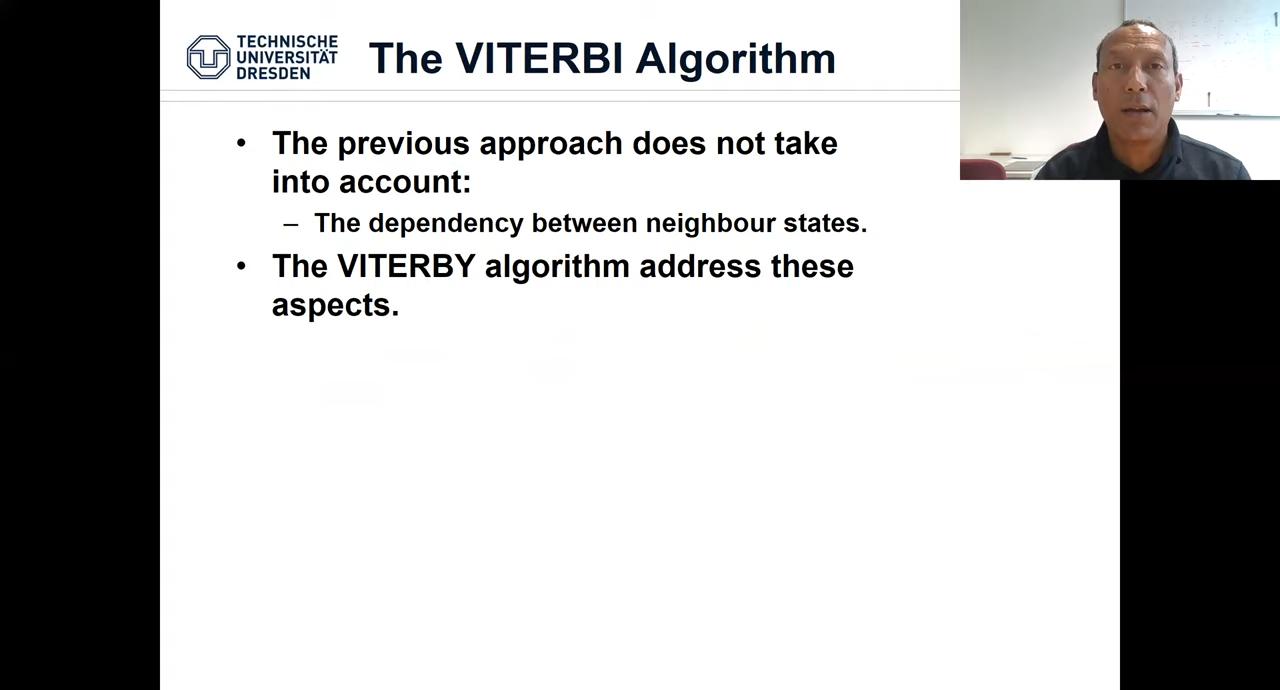 TECHNISCHE
UNIVERSITÄT
DRESDEN
The VITERBI Algorithm
• The previous approach does not take
into account:
– The dependency between neighbour states.
• The VITERBY algorithm address these
aspects.